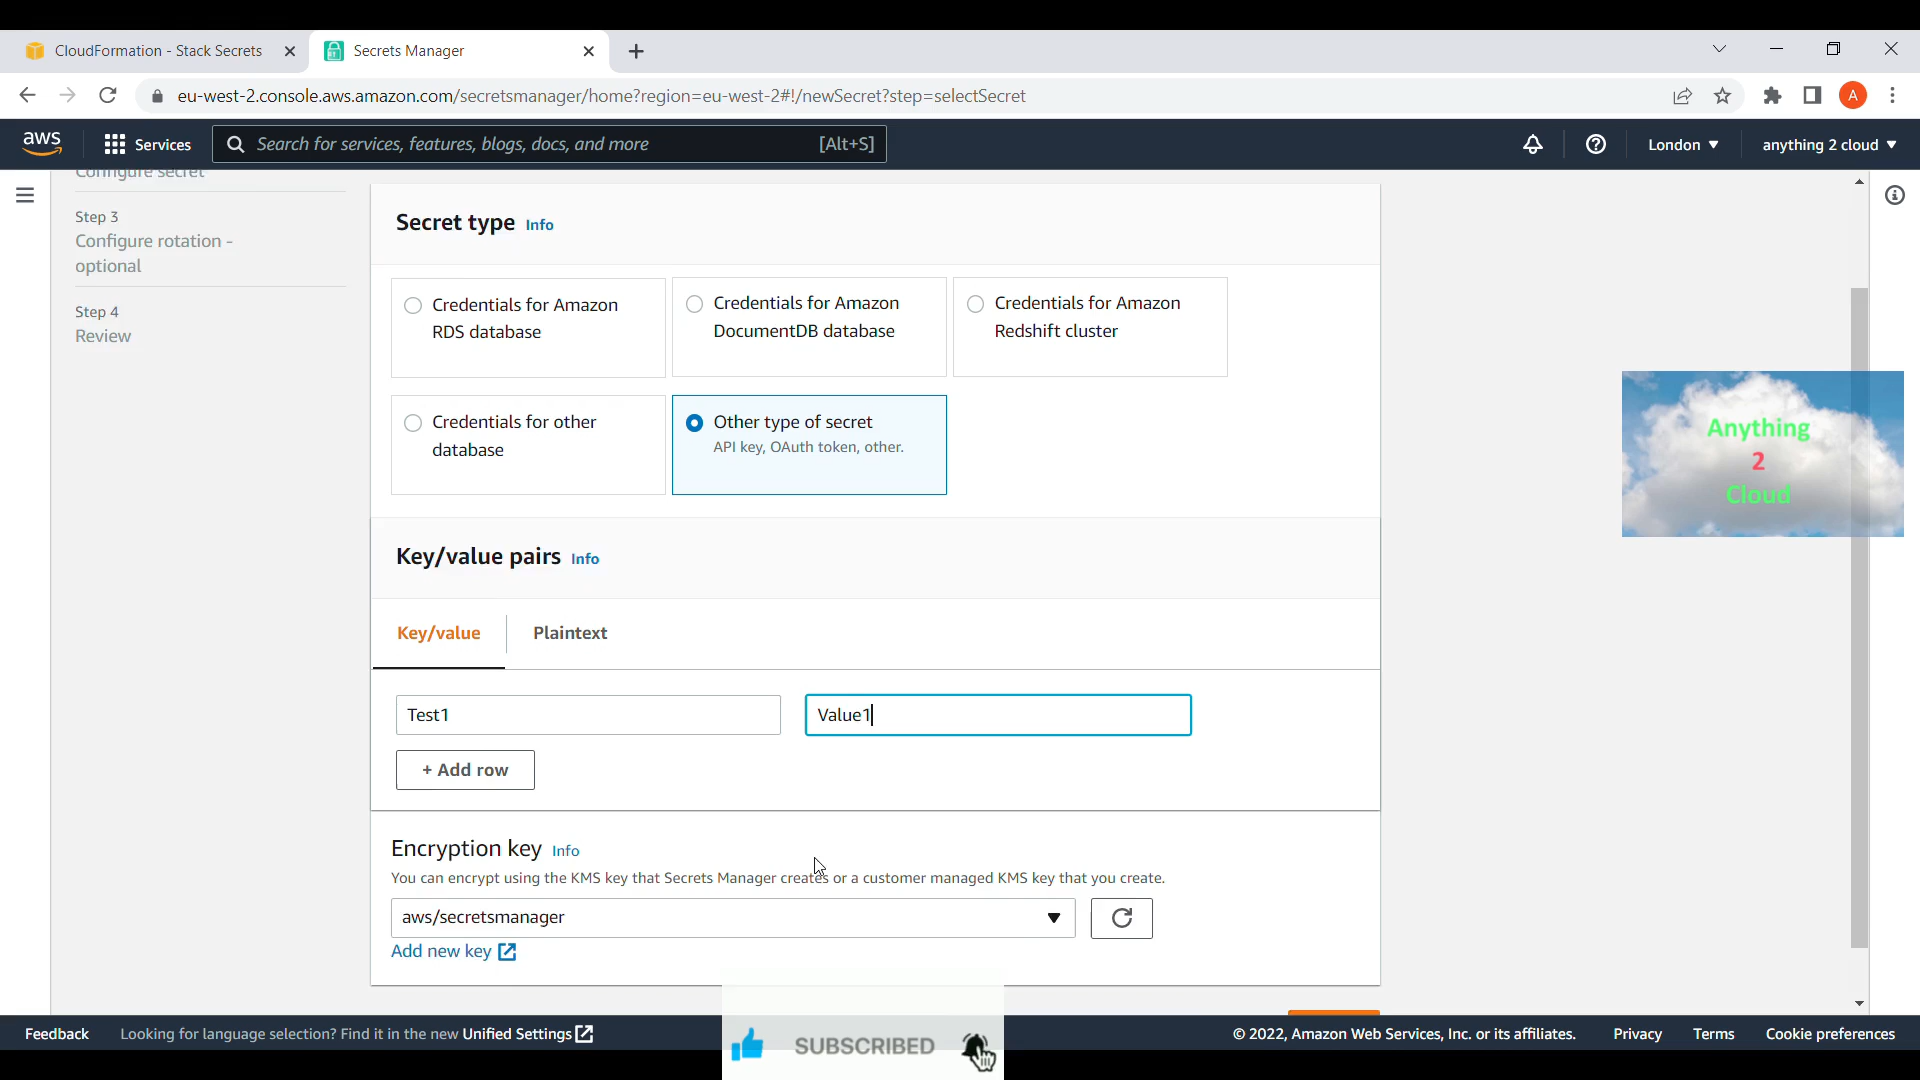 CloudFormation - Stack Secrets
Secrets Manager
eu-west-2.console.aws.amazon.com/secretsmanager/home?region=eu-west-2#!/newSecret?step=selectSecret
A
aws
Services
Search for services, features, blogs, docs, and more
[Alt+S]
London
anything 2 cloud
Configure secret
Step 3
Configure rotation -
optional
Step 4
Review
Secret type Info
Credentials for Amazon
RDS database
Credentials for Amazon
DocumentDB database
Credentials for Amazon
Redshift cluster
Credentials for other
database
Other type of secret
API key, OAuth token, other.
Anything
2
Cloud
Key/value pairs Info
Key/value
Plaintext
Test1
Value1
+ Add row
Encryption key Info
You can encrypt using the KMS key that Secrets Manager creates or a customer managed KMS key that you create.
aws/secretsmanager
Add new key
Feedback
Looking for language selection? Find it in the new Unified Settings
SUBSCRIBED
© 2022, Amazon Web Services, Inc. or its affiliates.
Privacy
Terms
Cookie preferences